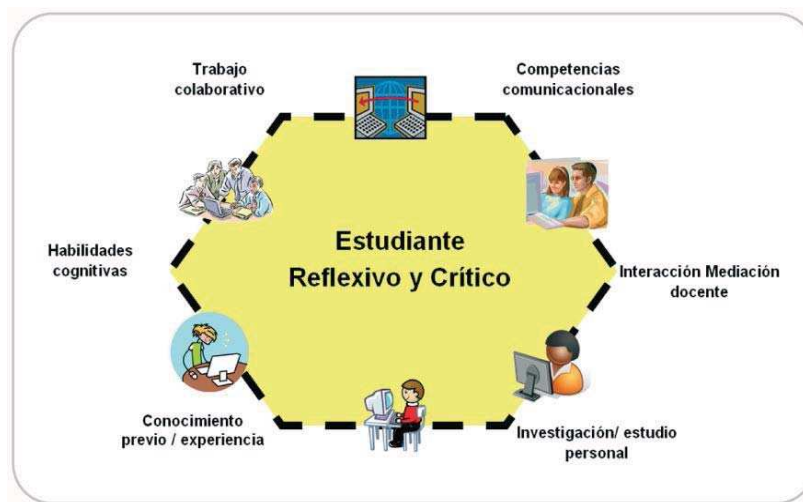 Trabajo
colaborativo
Competencias
comunicacionales
Habilidades
cognitivas
Estudiante
Reflexivo y Crítico
Interacción Mediación
docente
Conocimiento
previo / experiencia
Investigación/ estudio
personal